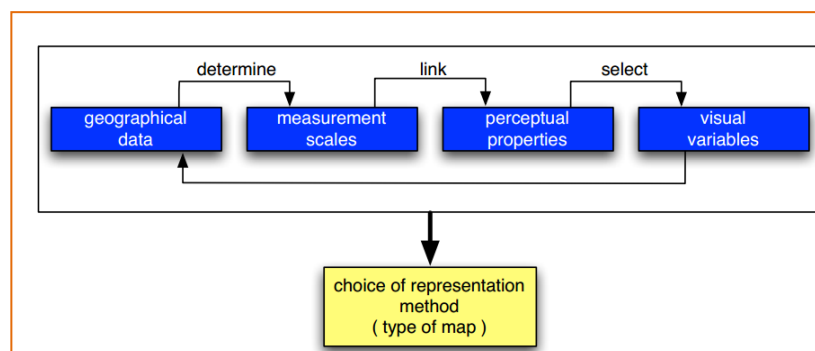 determine
link
select
geographical
data
measurement
scales
perceptual
properties
visual
variables
choice of representation
method
( type of map )